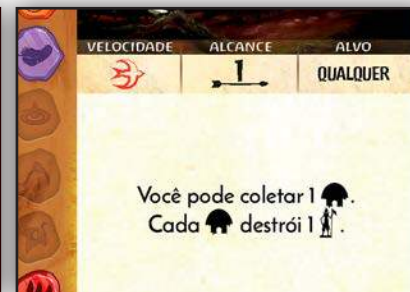 VELOCIDADE ALCANCE ALVO
1 QUALQUER
Você pode coletar 1 .
Cada destrói 1 .